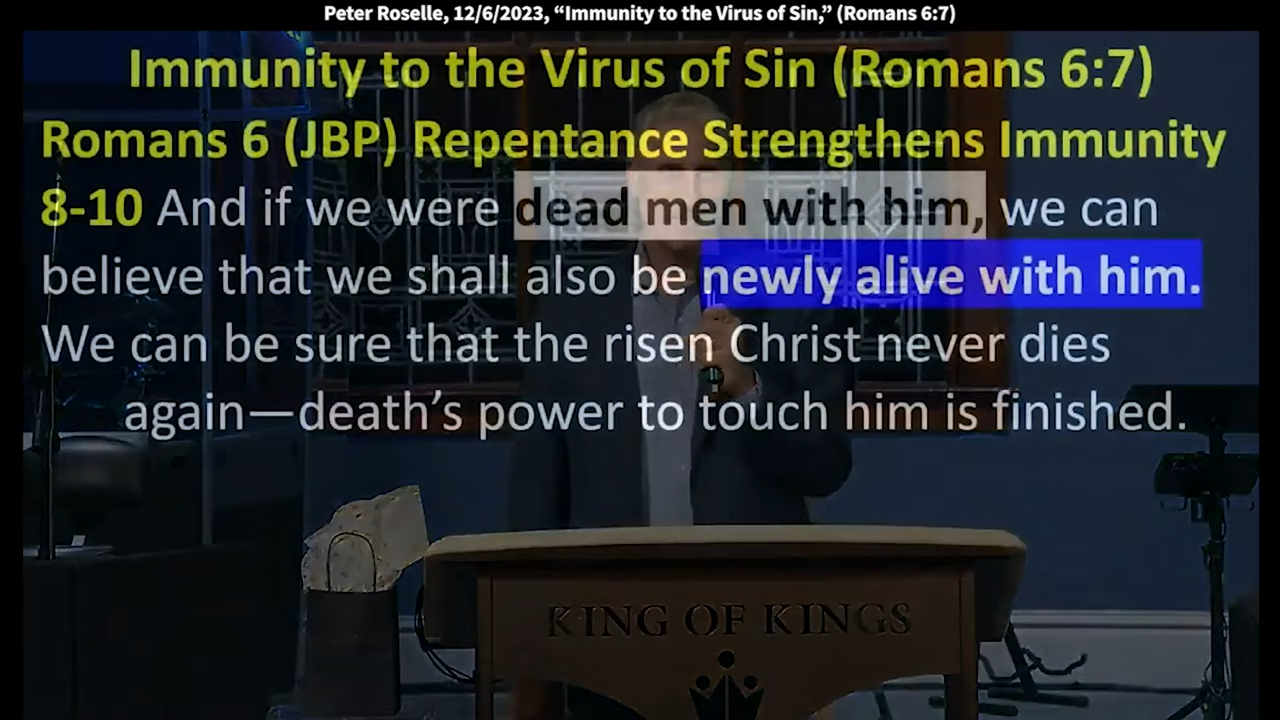 Peter Roselle, 12/6/2023, “Immunity to the Virus of Sin,” (Romans 6:7)
Immunity to the Virus of Sin (Romans 6:7)
Romans 6 (JBP) Repentance Strengthens Immunity
8-10 And if we were dead men with him, we can
believe that we shall also be newly alive with him.
We can be sure that the risen Christ never dies
again—death’s power to touch him is finished.
KING OF KINGS